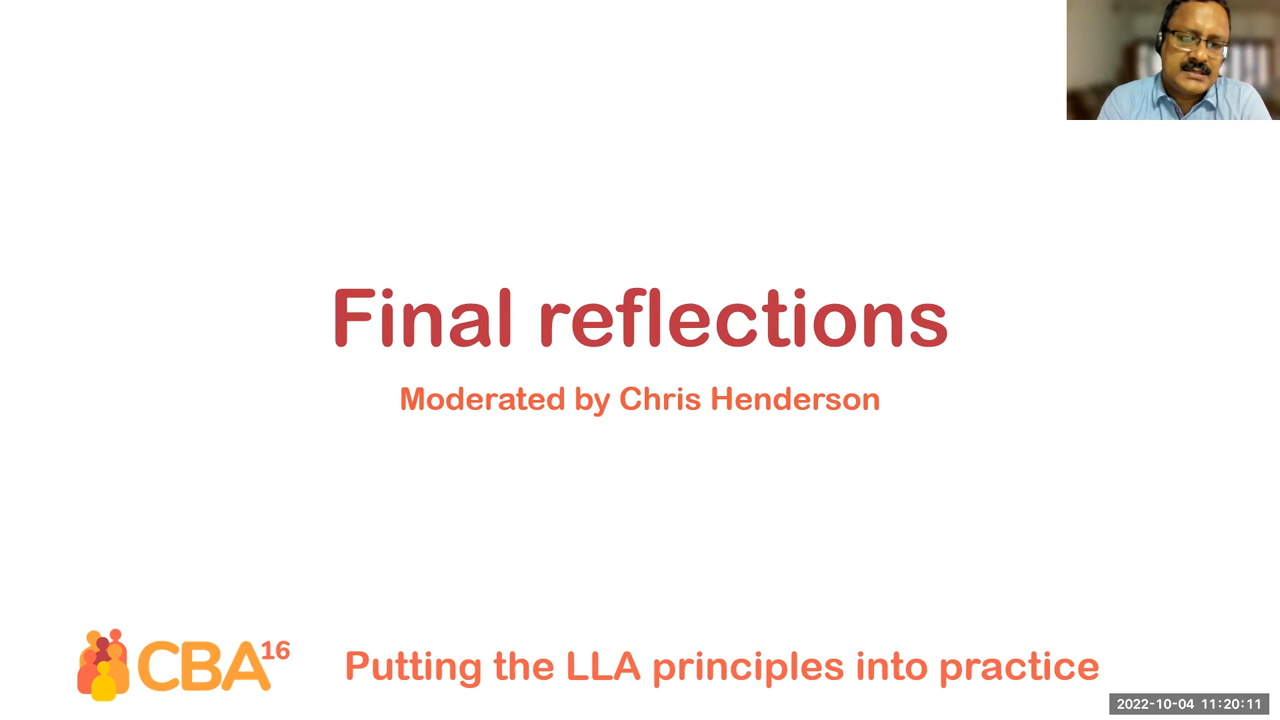 Final reflections
Moderated by Chris Henderson
CBA16
Putting the LLA principles into practice
2022-10-04 11:20:11